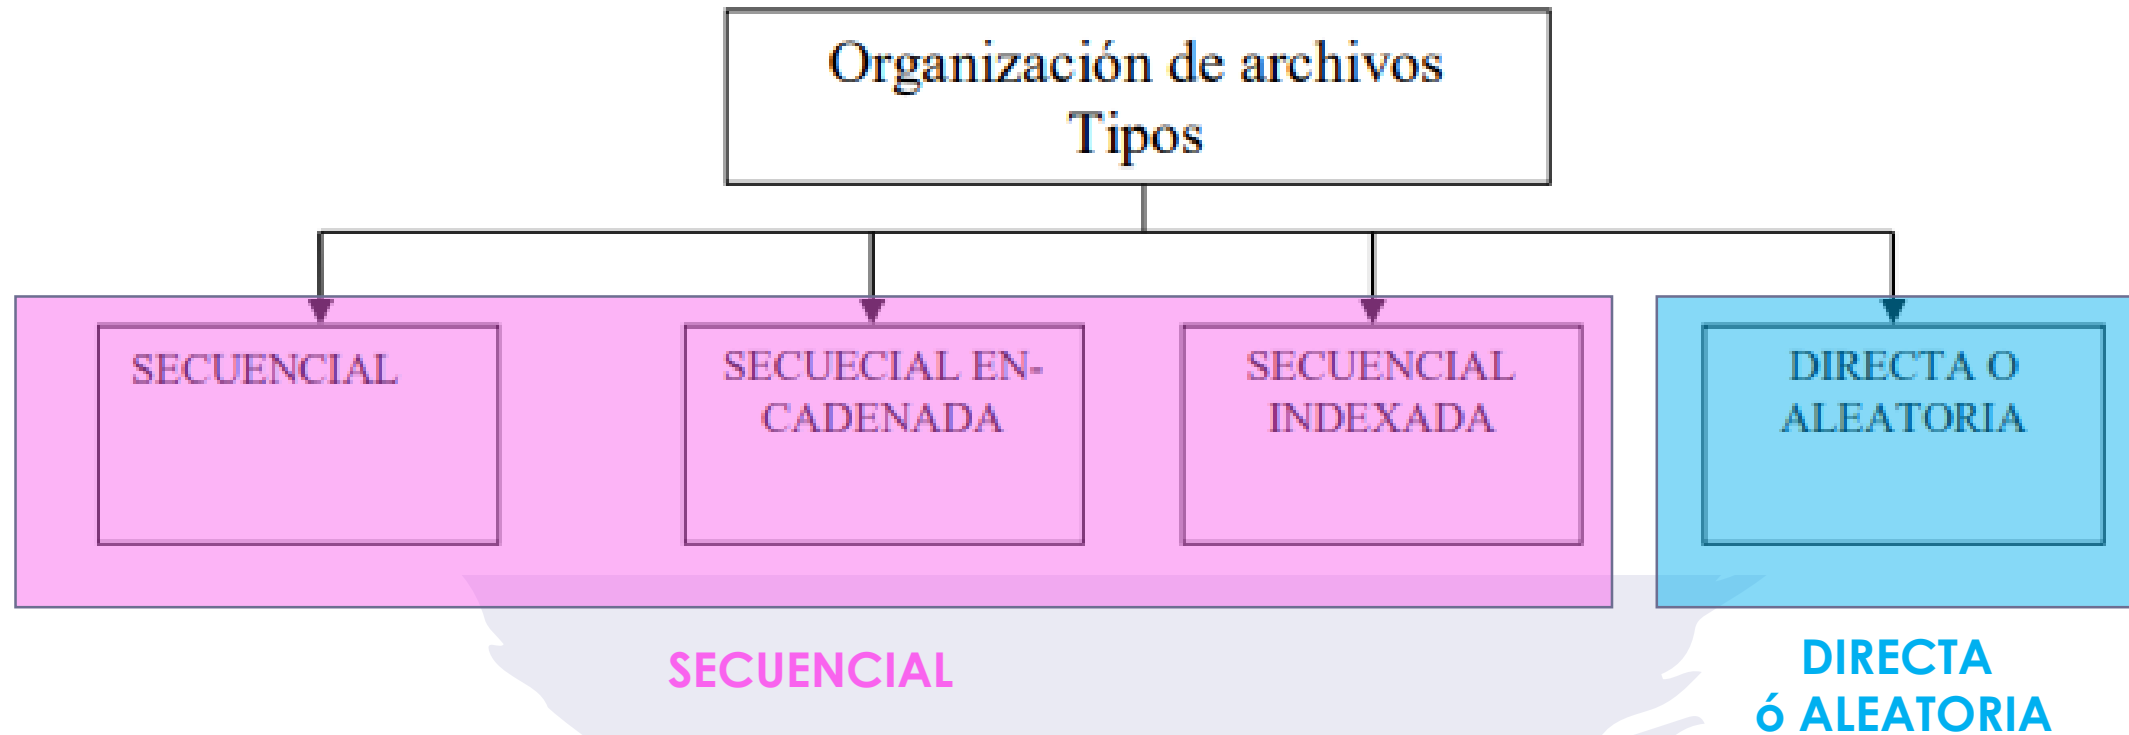 Organización de archivos
Tipos
SECUENCIAL
SECUECIAL EN-
CADENADA
SECUENCIAL
INDEXADA
DIRECTA O
ALEATORIA
SECUENCIAL
DIRECTA
ó ALEATORIA